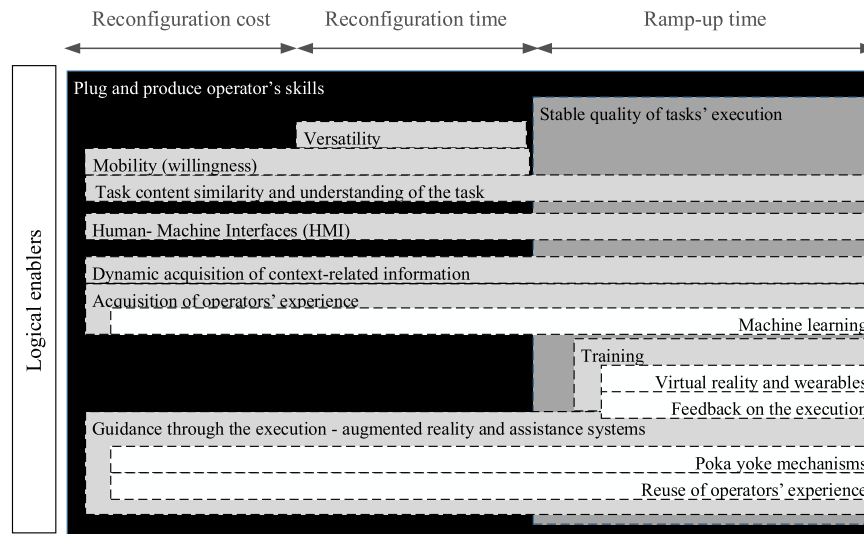 Reconfiguration cost
Reconfiguration time
Ramp-up time
Logical enablers
Plug and produce operator's skills
Stable quality of tasks' execution
Versatility
Mobility (willingness)
Task content similarity and understanding of the task
Human- Machine Interfaces (HMI)
Dynamic acquisition of context-related information
Acquisition of operators' experience
Machine learning
Training
Virtual reality and wearables
Feedback on the execution
Guidance through the execution - augmented reality and assistance systems
Poka yoke mechanisms
Reuse of operators' experience